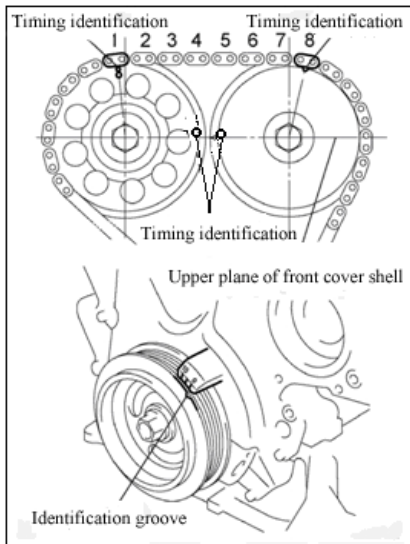 Timing identification Timing identification
1 2 3 4 5 6 7 8
Timing identification
Upper plane of front cover shell
Identification groove